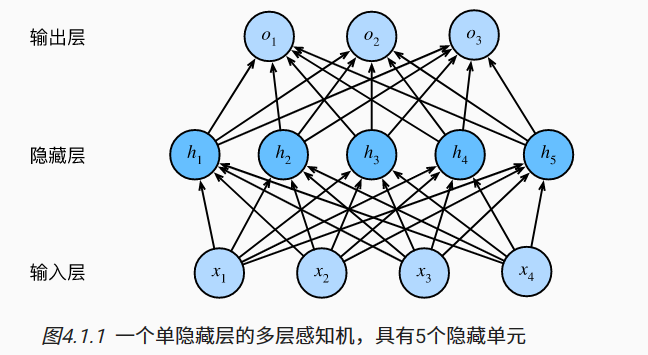 输出层 o1 o2 o3
隐藏层 h1 h2 h3 h4 h5
输入层 x1 x2 x3 x4
图4.1.1 一个单隐藏层的多层感知机，具有5个隐藏单元